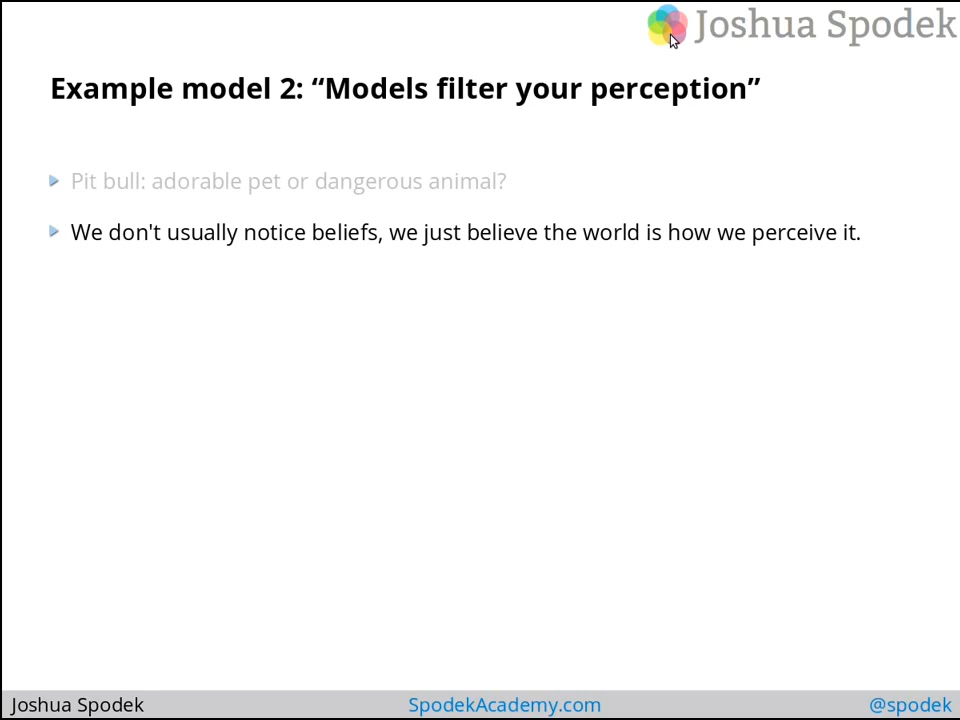 Joshua Spodek
Example model 2: “Models filter your perception”
Pit bull: adorable pet or dangerous animal?
We don't usually notice beliefs, we just believe the world is how we perceive it.
Joshua Spodek
SpodekAcademy.com
@spodek